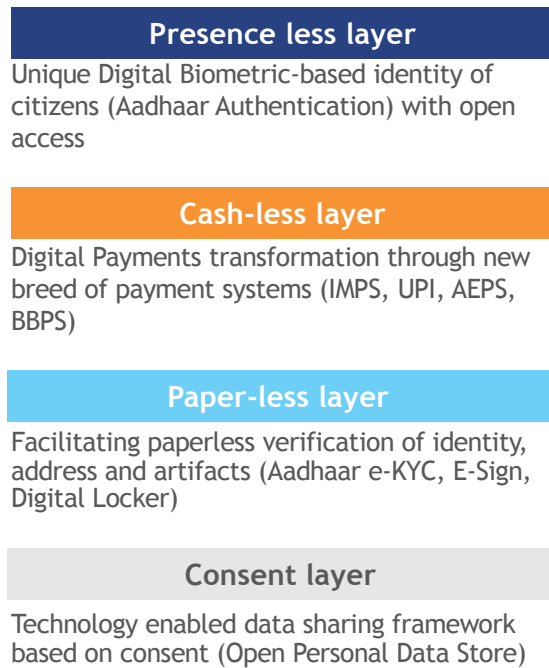 Presence less layer
Unique Digital Biometric-based identity of
citizens (Aadhaar Authentication) with open
access
Cash-less layer
Digital Payments transformation through new
breed of payment systems (IMPS, UPI, AEPS,
BBPS)
Paper-less layer
Facilitating paperless verification of identity,
address and artifacts (Aadhaar e-KYC, E-Sign,
Digital Locker)
Consent layer
Technology enabled data sharing framework
based on consent (Open Personal Data Store)